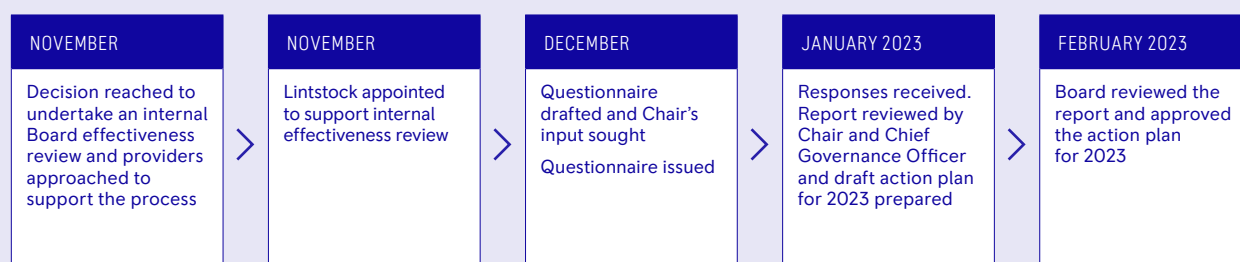 NOVEMBER
Decision reached to
undertake an internal
Board effectiveness
review and providers
approached to
support the process
NOVEMBER
Lintstock appointed
to support internal
effectiveness review
DECEMBER
Questionnaire
drafted and Chair’s
input sought
Questionnaire issued
JANUARY 2023
Responses received.
Report reviewed by
Chair and Chief
Governance Officer
and draft action plan
for 2023 prepared
FEBRUARY 2023
Board reviewed the
report and approved
the action plan
for 2023